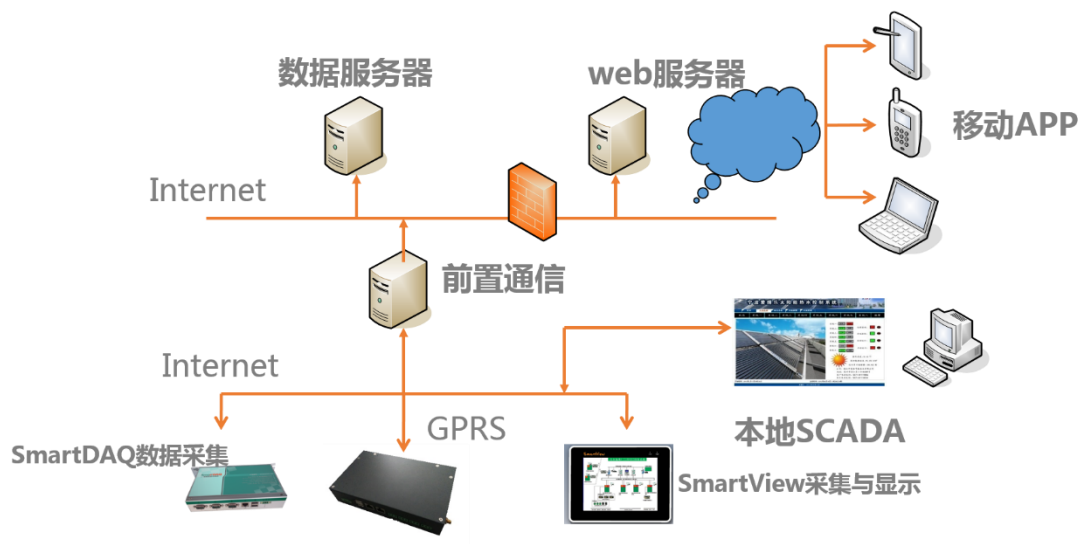 数据服务器
web服务器
移动APP
Internet
前置通信
Internet
GPRS
本地SCADA
SmartDAQ数据采集
SmartView
SmartView采集与显示